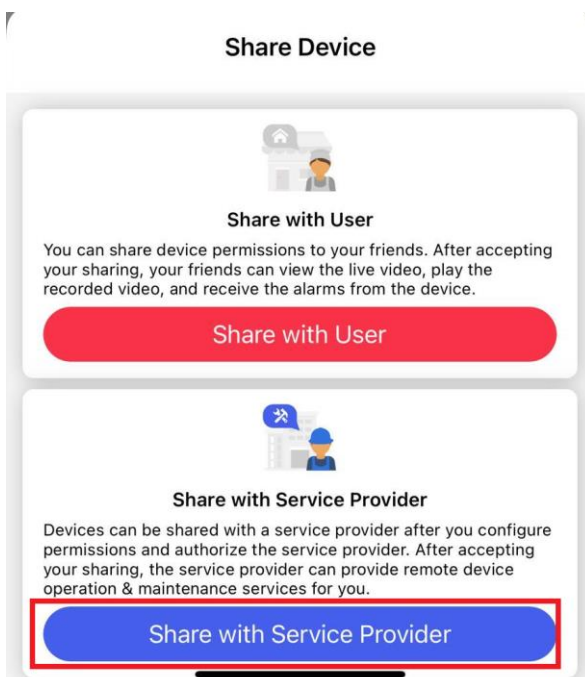 Share Device
Share with User
You can share device permissions to your friends. After accepting
your sharing, your friends can view the live video, play the
recorded video, and receive the alarms from the device.
Share with User
Share with Service Provider
Devices can be shared with a service provider after you configure
permissions and authorize the service provider. After accepting
your sharing, the service provider can provide remote device
operation & maintenance services for you.
Share with Service Provider